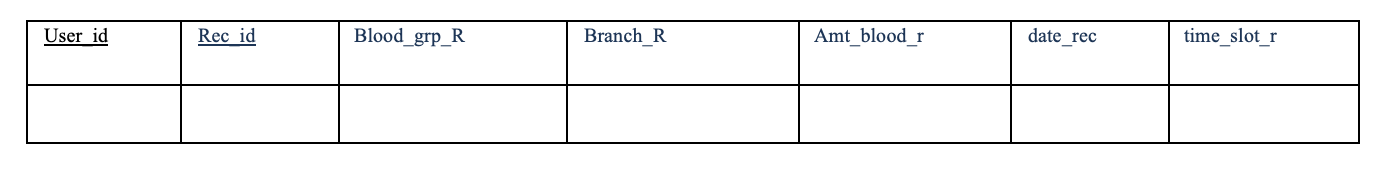 User_id Rec_id Blood_grp_R Branch_R Amt_blood_r date_rec time_slot_r